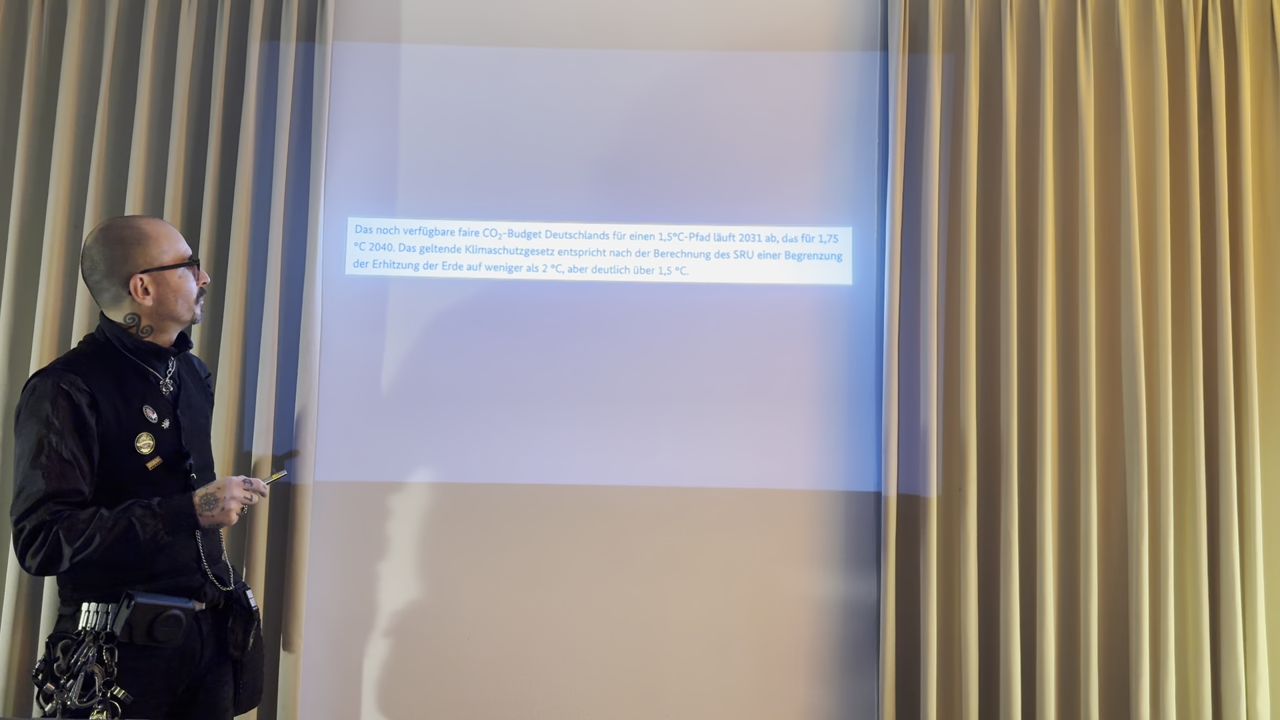 Das noch verfügbare faire CO₂-Budget Deutschlands für einen 1,5°C-Pfad läuft 2031 ab, das für 1,75
°C 2040. Das geltende Klimaschutzgesetz entspricht nach der Berechnung des SRU einer Begrenzung
der Erhitzung der Erde auf weniger als 2 °C, aber deutlich über 1,5 °C.